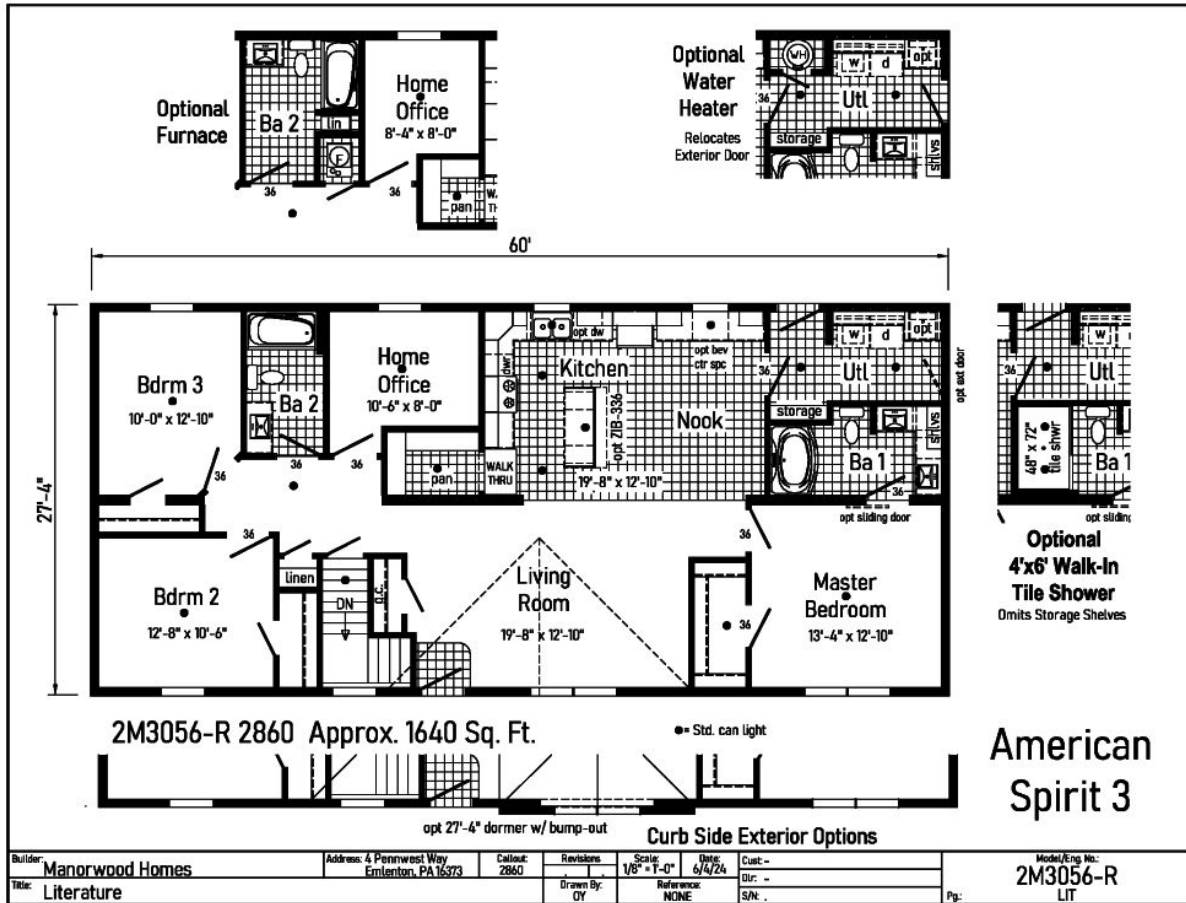 Optional
Furnace
Ba 2
lin
F
Home
Office
8'-4" x 8'-0"
36
36
pan
Optional
Water
Heater
Relocates
Exterior Door
WH
w
d
opt
36
Utl
storage
shlvs
60'
27'-4"
Bdrm 3
10'-0" x 12'-10"
36
Ba 2
36
Home
Office
10'-6" x 8'-0"
36
pan
WALK
THRU
dwr
opt dw
Kitchen
opt ZIB-336
opt bev
ctr spc
Nook
19'-8" x 12'-10"
36
w
d
opt
Utl
opt ext door
storage
shlvs
Ba 1
36
opt sliding door
36
Bdrm 2
12'-8" x 10'-6"
36
linen
DN
Living
Room
19'-8" x 12'-10"
36
Master
Bedroom
13'-4" x 12'-10"
36
w
d
Utl
48" x 72"
tile shwr
Ba 1
opt sliding
Optional
4'x6' Walk-In
Tile Shower
Omits Storage Shelves
2M3056-R 2860 Approx. 1640 Sq. Ft.
= Std. can light
American
Spirit 3
opt 27'-4" dormer w/ bump-out
Curb Side Exterior Options
Builder: Manorwood Homes
Address: 4 Pennwest Way
Emlenton, PA 16373
Callout:
2860
Revisions
Scale:
1/8" = 1'-0"
Date:
6/4/24
Cust: -
Dlr: -
S/N: .
Model/Eng. No.:
2M3056-R
Title: Literature
Drawn By:
OY
Reference:
NONE
Pg.: LIT